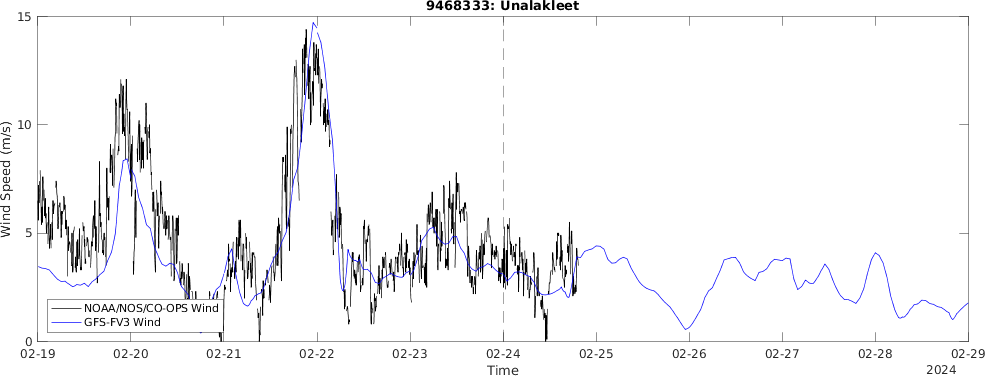 9468333: Unalakleet
15
10
5
0
Wind Speed (m/s)
NOAA/NOS/CO-OPS Wind
GFS-FV3 Wind
02-19 02-20 02-21 02-22 02-23 02-24 02-25 02-26 02-27 02-28 02-29
Time
2024